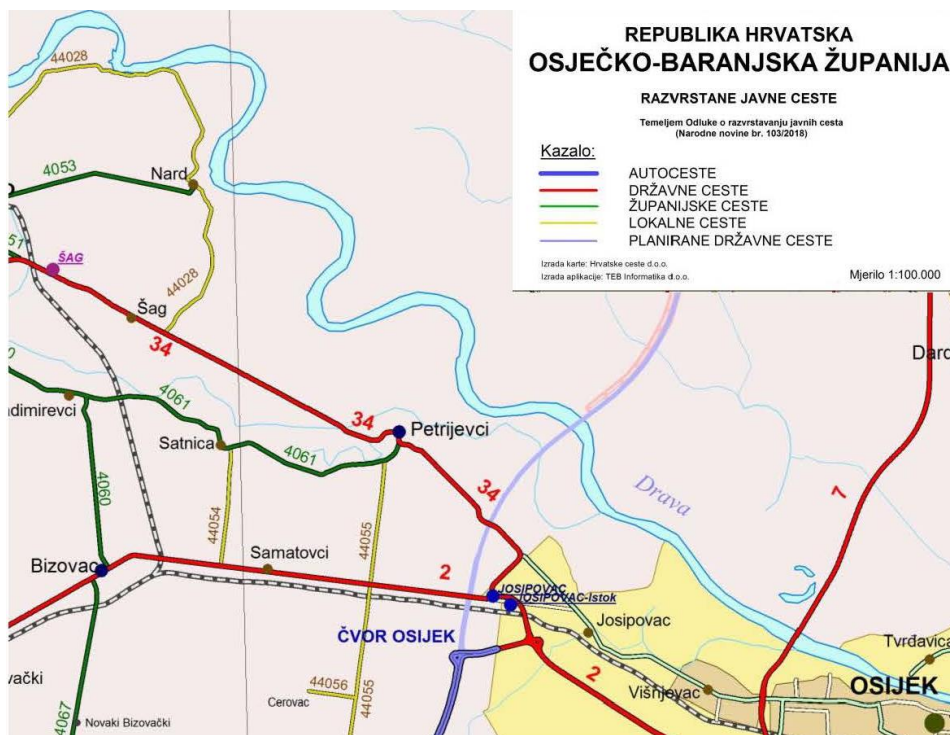 REPUBLIKA HRVATSKA
OSJEČKO-BARANJSKA ŽUPANIJA
RAZVRSTANE JAVNE CESTE
Temeljem Odluke o razvrstavanju javnih cesta
(Narodne novine br. 103/2018)
Kazalo:
AUTOCESTE
DRŽAVNE CESTE
ŽUPANIJSKE CESTE
LOKALNE CESTE
PLANIRANE DRŽAVNE CESTE
Izrada karte: Hrvatske ceste d.o.o.
Izrada aplikacije: TEB Informatika d.o.o.
Mjerilo 1:100.000
44028
4053
Nard
51
ŠAG
44028
Šag
34
Dard
4061
adimirevci
34
Petrijevci
Satnica
4061
4060
34
Drava
7
44054
44055
Samatovci
Bizovac
2
JOSIPOVAC
JOSIPOVAC-Istok
Josipovac
ČVOR OSIJEK
Tvrđavica
2
vački
44056
44055
Cerovac
Višnjevac
OSIJEK
4067
Novaki Bizovački